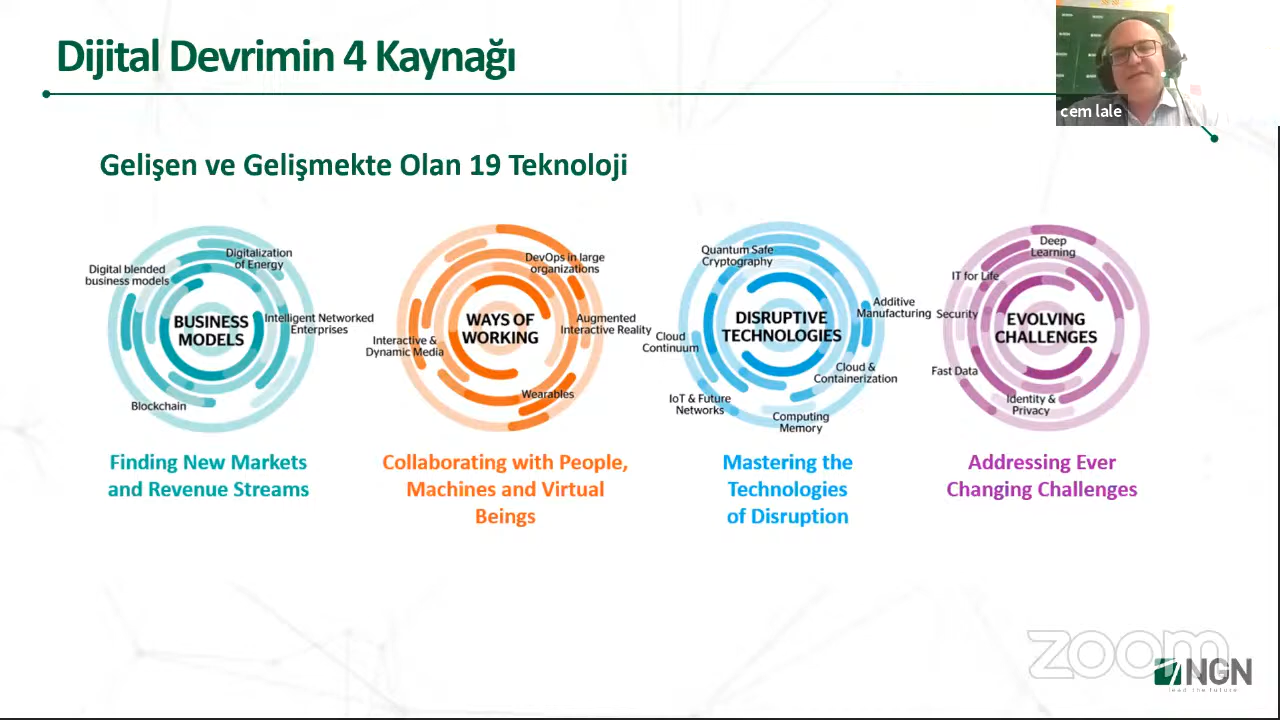 Dijital Devrimin 4 Kaynağı
cem lale
Gelişen ve Gelişmekte Olan 19 Teknoloji
Digitalization
of Energy
Digital blended
business models
BUSINESS
MODELS
Intelligent Networked
Enterprises
Blockchain
Finding New Markets
and Revenue Streams
DevOps in large
organizations
WAYS OF
WORKING
Augmented
Interactive Reality
Interactive &
Dynamic Media
Wearables
Collaborating with People,
Machines and Virtual
Beings
Quantum Safe
Cryptography
Additive
Manufacturing
DISRUPTIVE
TECHNOLOGIES
Cloud
Continuum
Cloud &
Containerization
IoT & Future
Networks
Computing
Memory
Mastering the
Technologies
of Disruption
Deep
Learning
IT for Life
Security
EVOLVING
CHALLENGES
Fast Data
Identity &
Privacy
Addressing Ever
Changing Challenges
zoom
NGN
lead the future